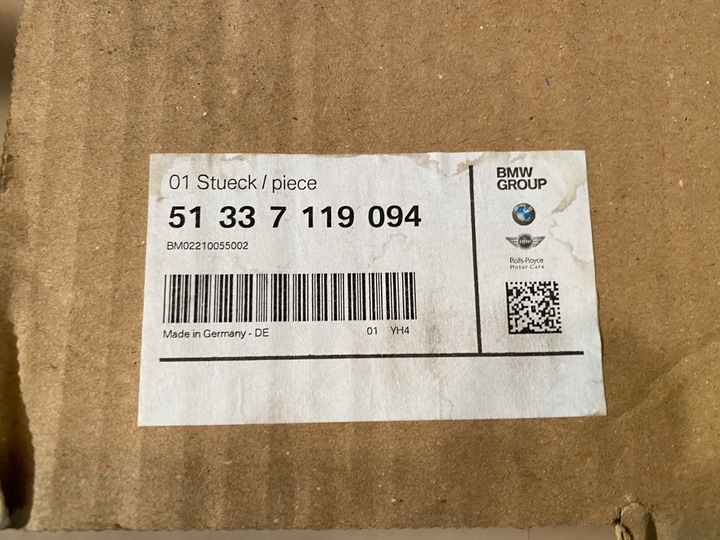 01 Stueck / piece
51 33 7 119 094
BM02210055002
Made in Germany - DE 01 YH4
BMW
GROUP
MINI
Rolls-Royce
Motor Cars